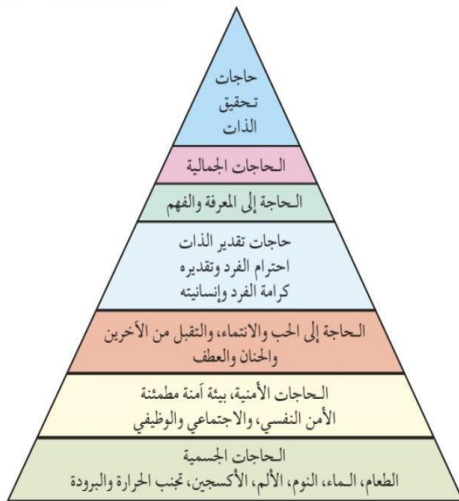 حاجات
تحقيق
الذات
الحاجات الجمالية
الحاجة إلى المعرفة والفهم
حاجات تقدير الذات
احترام الفرد وتقديره
كرامة الفرد وإنسانيته
الحاجة إلى الحب والانتماء، والتقبل من الآخرين
والحنان والعطف
الحاجات الأمنية، بيئة آمنة مطمئنة
الأمن النفسي، والاجتماعي والوظيفي
الحاجات الجسمية
الطعام، الماء، النوم، الألم، الأكسجين، تجنب الحرارة والبرودة